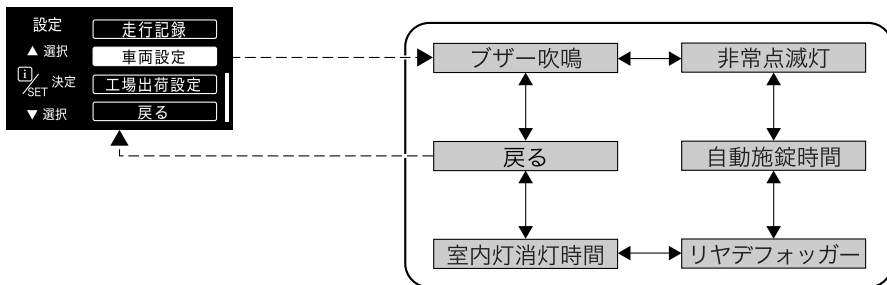 設定
▲ 選択
i/SET 決定
▼ 選択
走行記録
車両設定
工場出荷設定
戻る
ブザー吹鳴
非常点滅灯
戻る
自動施錠時間
室内灯消灯時間
リヤデフォッガー